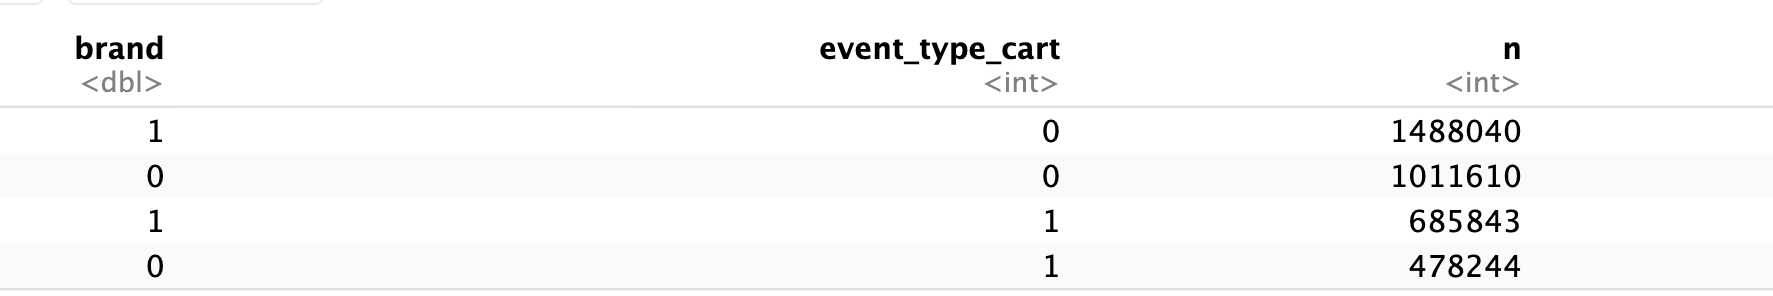 brand event_type_cart n
<dbl> <int> <int>
1 0 1488040
0 0 1011610
1 1 685843
0 1 478244